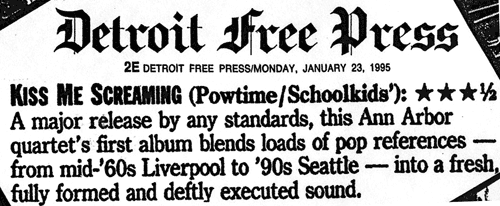 Detroit Free Press
2E DETROIT FREE PRESS/MONDAY, JANUARY 23, 1995
KISS ME SCREAMING (Powtime/Schoolkids'): ★★★½
A major release by any standards, this Ann Arbor
quartet's first album blends loads of pop references —
from mid-'60s Liverpool to '90s Seattle — into a fresh,
fully formed and deftly executed sound.